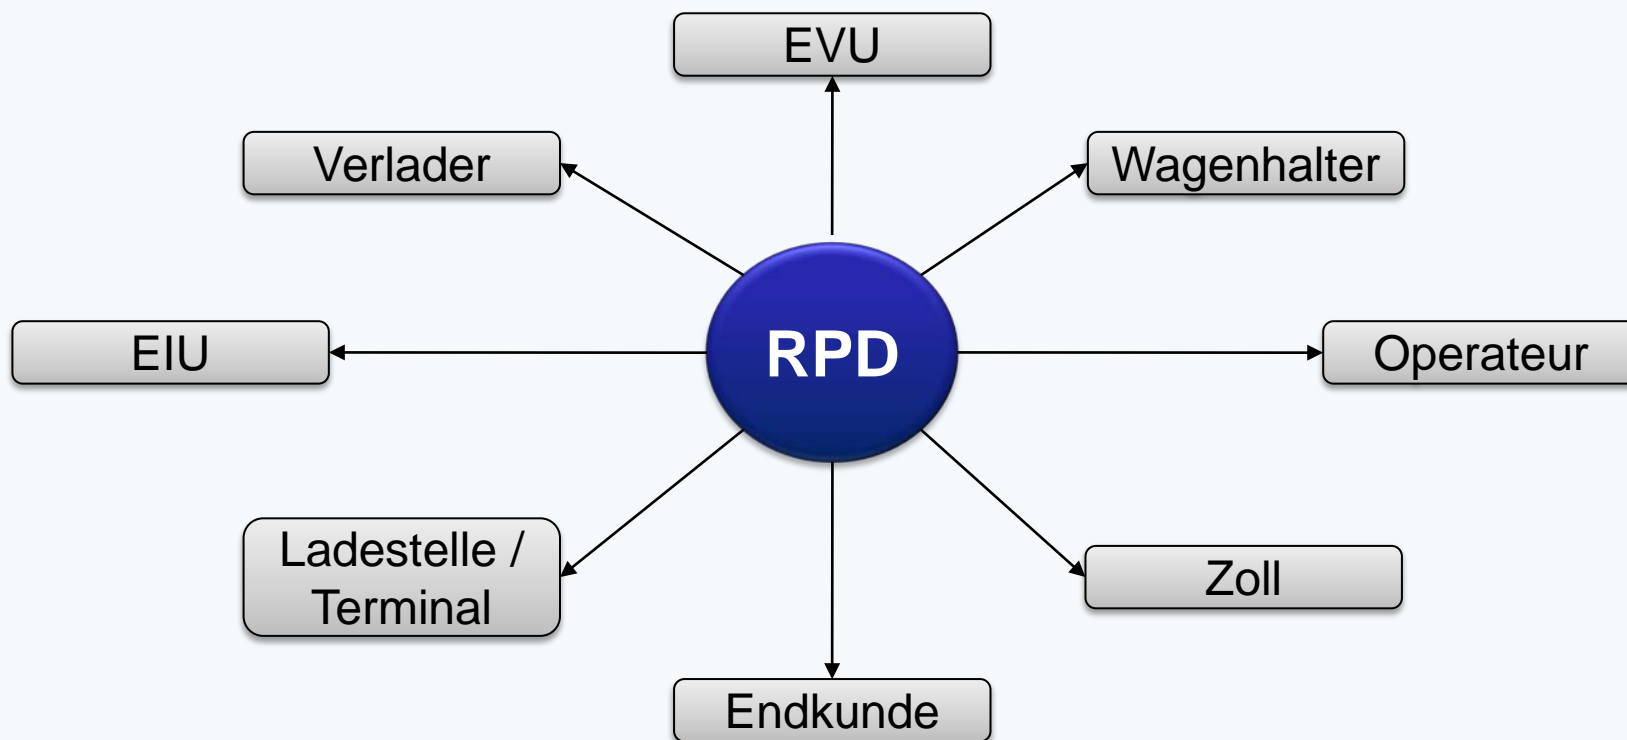 EVU
Verlader
Wagenhalter
EIU
RPD
Operateur
Ladestelle /
Terminal
Zoll
Endkunde